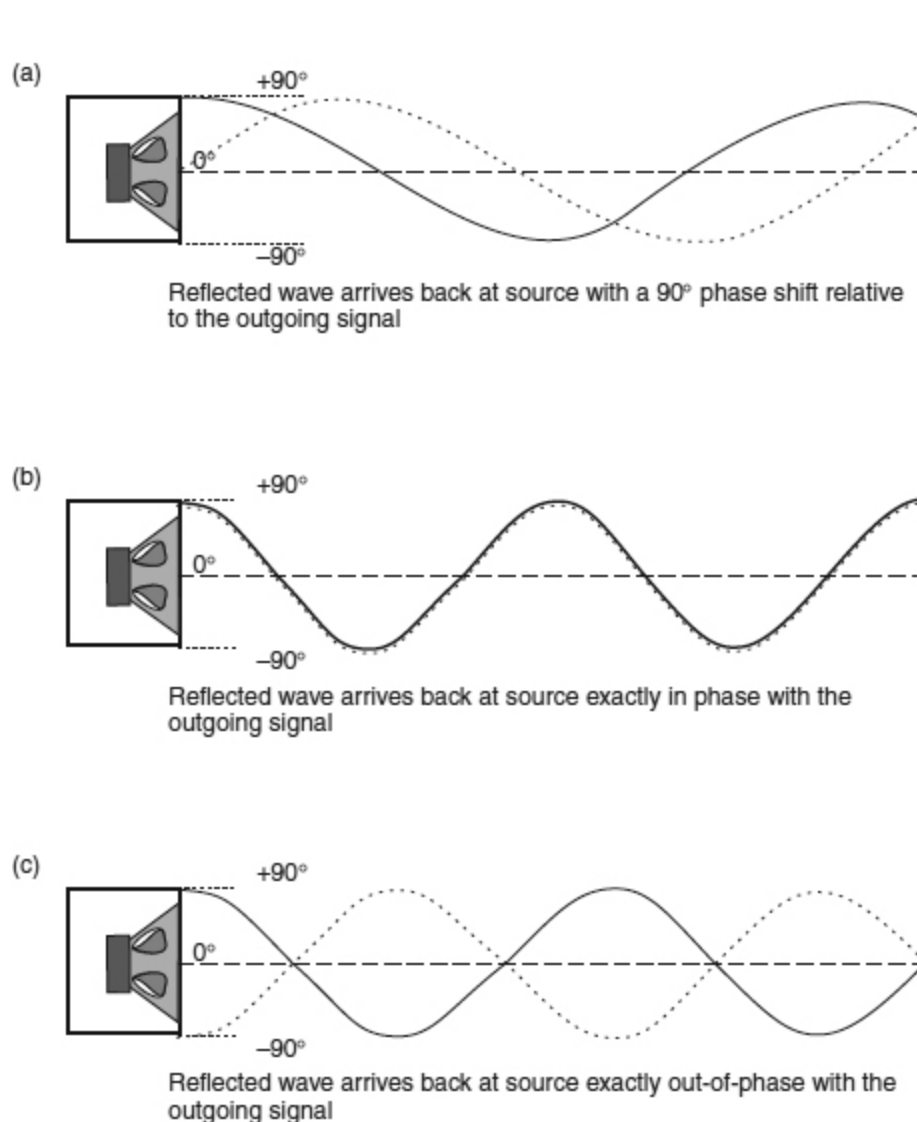 (a)
+90°
0°
–90°
Reflected wave arrives back at source with a 90° phase shift relative
to the outgoing signal
(b)
+90°
0°
–90°
Reflected wave arrives back at source exactly in phase with the
outgoing signal
(c)
+90°
0°
–90°
Reflected wave arrives back at source exactly out-of-phase with the
outgoing signal